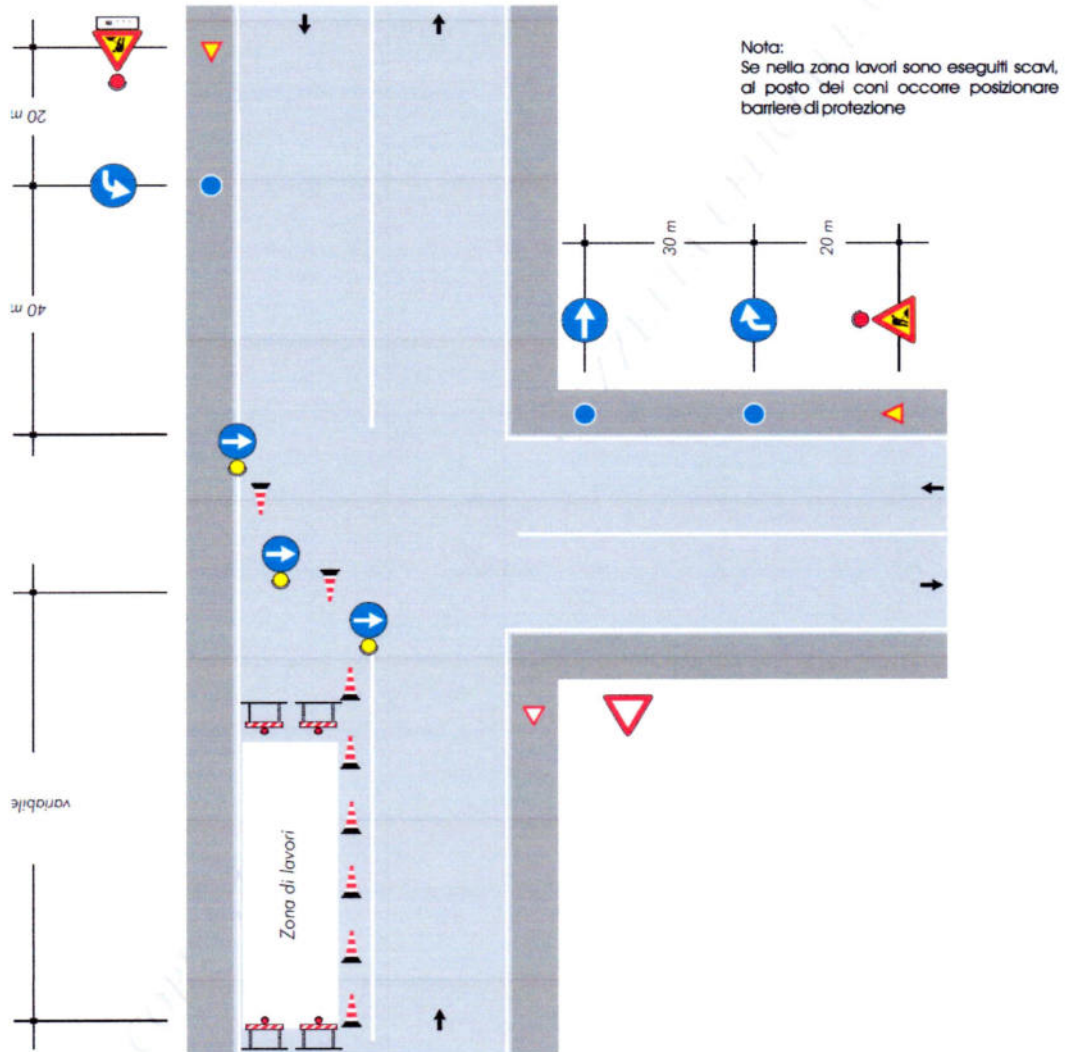 Nota:
Se nella zona lavori sono eseguiti scavi,
al posto dei coni occorre posizionare
barriere di protezione
20 m
40 m
30 m
20 m
variabile
Zona di lavori